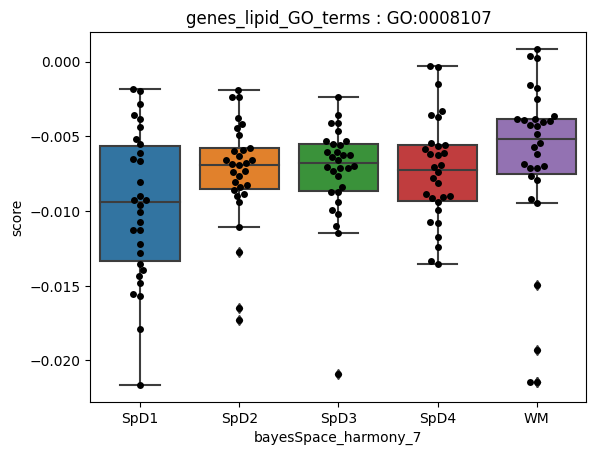 genes_lipid_GO_terms : GO:0008107
0.000
−0.005
−0.010
−0.015
−0.020
score
SpD1 SpD2 SpD3 SpD4 WM
bayesSpace_harmony_7